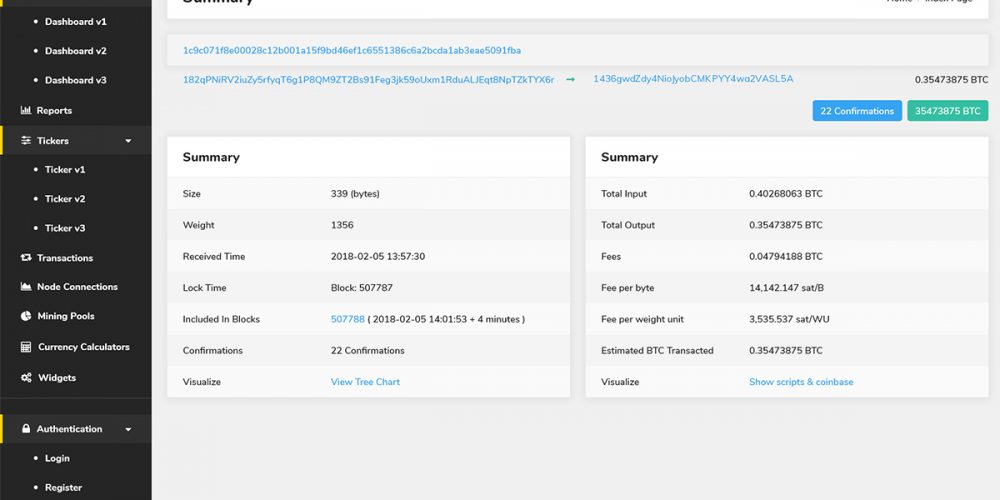 Summary
Home / Index Page
Dashboard v1
Dashboard v2
Dashboard v3
Reports
Tickers
Ticker v1
Ticker v2
Ticker v3
Transactions
Node Connections
Mining Pools
Currency Calculators
Widgets
Authentication
Login
Register
1c9c071f8e00028c12b001a15f9bd46ef1c6551386c6a2bcda1ab3eae5091fba
182qPNiRV2iuZy5rfyqT6g1P8QM9ZT2Bs91Feg3jk59oUxm1RduALJEqt8NpTZkTYX6r → 1436gwdZdy4NioJyobCMKPYY4wa2VASL5A 0.35473875 BTC
22 Confirmations 35473875 BTC
Summary
Size 339 (bytes)
Weight 1356
Received Time 2018-02-05 13:57:30
Lock Time Block: 507787
Included In Blocks 507788 ( 2018-02-05 14:01:53 + 4 minutes )
Confirmations 22 Confirmations
Visualize View Tree Chart
Summary
Total Input 0.40268063 BTC
Total Output 0.35473875 BTC
Fees 0.04794188 BTC
Fee per byte 14,142.147 sat/B
Fee per weight unit 3,535.537 sat/WU
Estimated BTC Transacted 0.35473875 BTC
Visualize Show scripts & coinbase